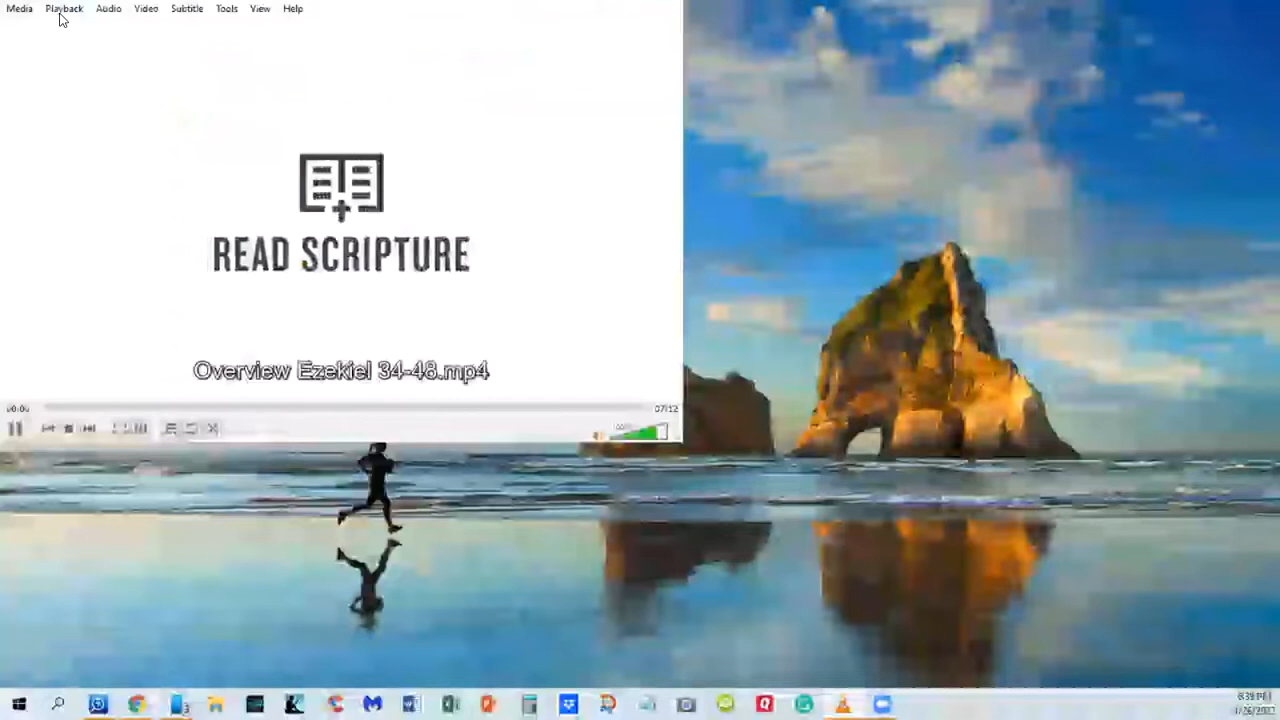 Media Playback Audio Video Subtitle Tools View Help
READ SCRIPTURE
Overview Ezekiel 34-48.mp4
07:12